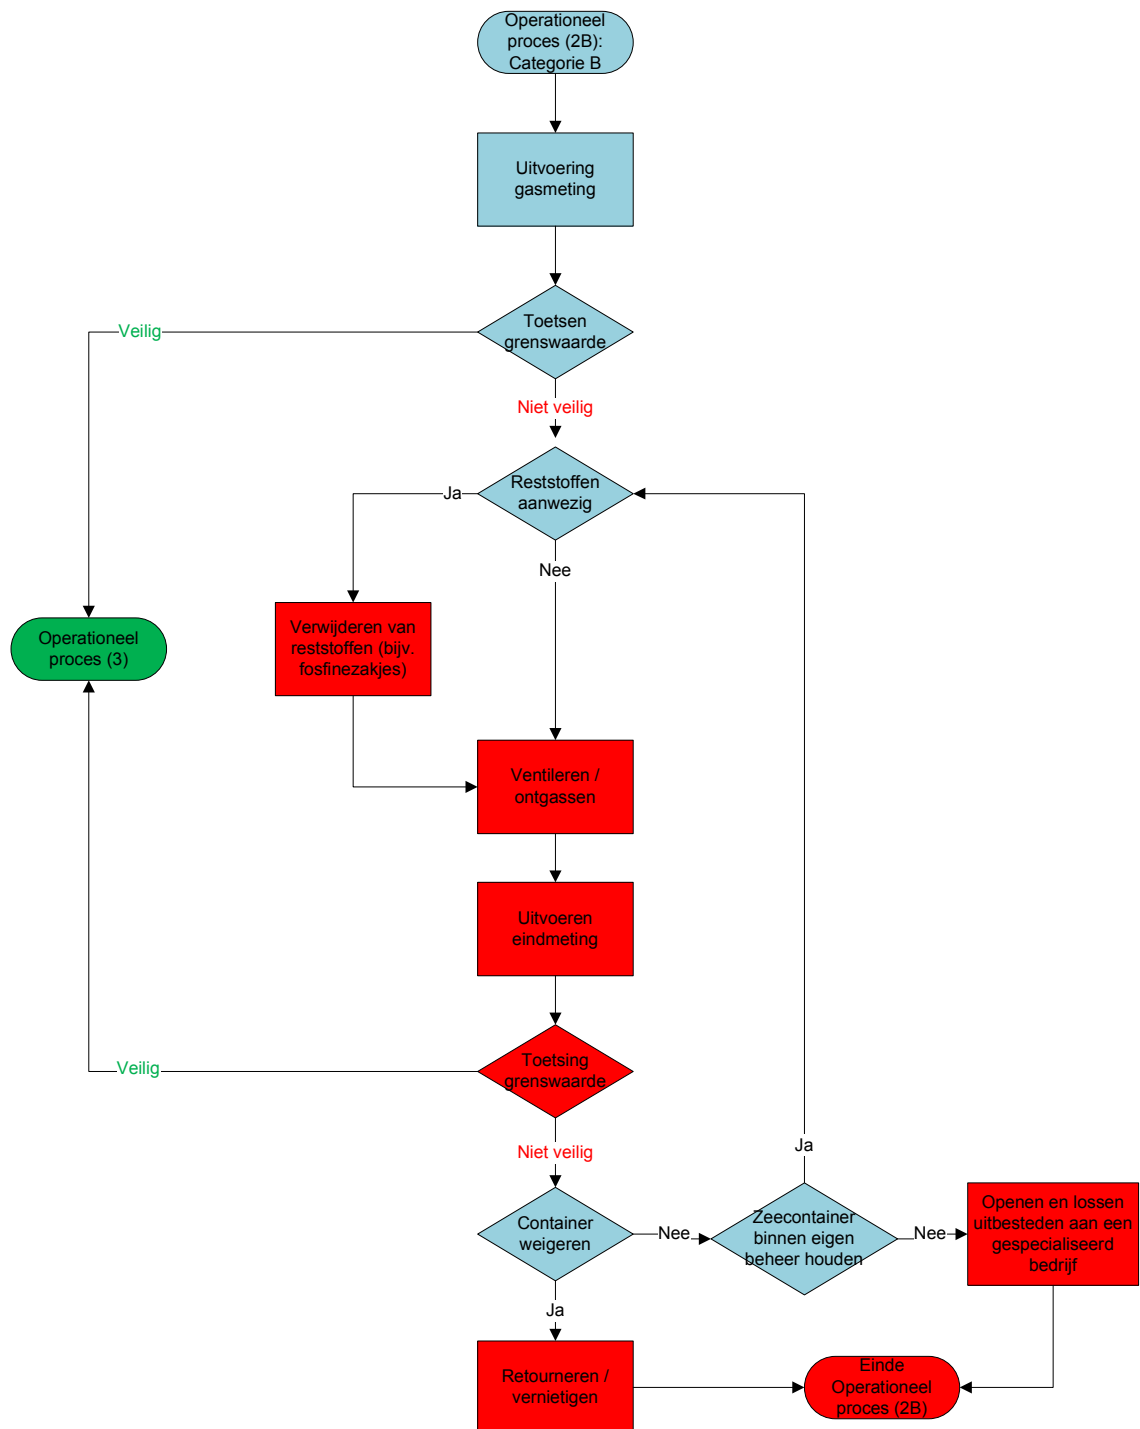 Operationeel
proces (2B):
Categorie B
Uitvoering
gasmeting
Toetsen
grenswaarde
Veilig
Niet veilig
Reststoffen
aanwezig
Ja
Nee
Verwijderen van
reststoffen (bijv.
fosfinezakjes)
Operationeel
proces (3)
Ventileren /
ontgassen
Uitvoeren
eindmeting
Toetsing
grenswaarde
Veilig
Niet veilig
Ja
Container
weigeren
Nee
Zeecontainer
binnen eigen
beheer houden
Nee
Openen en lossen
uitbesteden aan een
gespecialiseerd
bedrijf
Ja
Retourneren /
vernietigen
Einde
Operationeel
proces (2B)